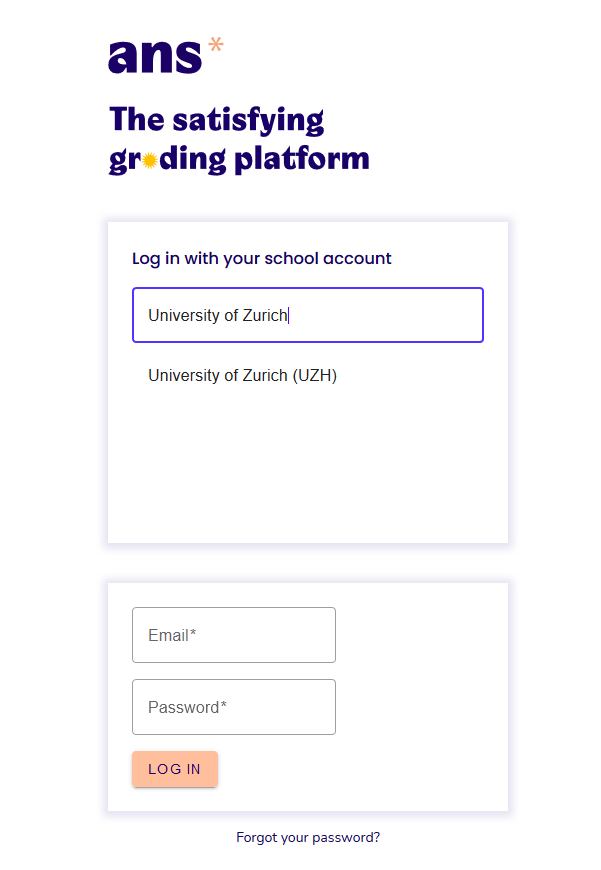 ans*
The satisfying
grading platform
Log in with your school account
University of Zurich
University of Zurich (UZH)
Email*
Password*
LOG IN
Forgot your password?